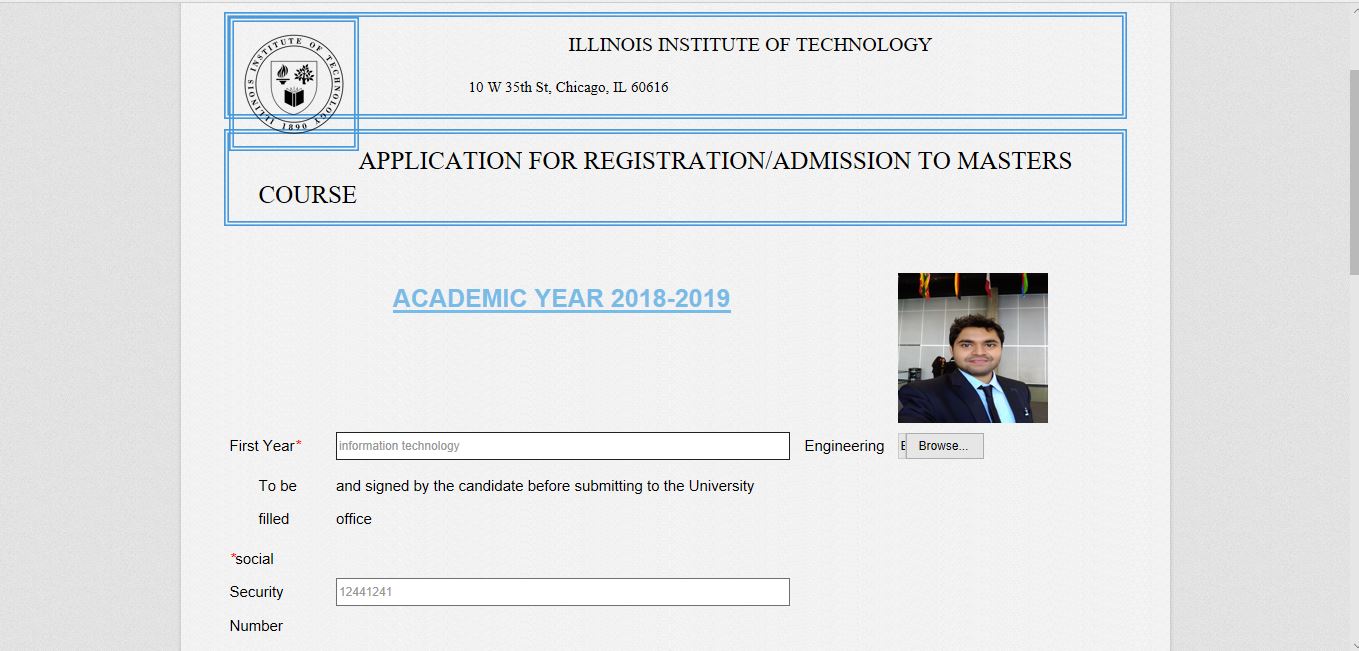 ILLINOIS INSTITUTE OF TECHNOLOGY
ILLINOIS INSTITUTE OF TECHNOLOGY
1890
10 W 35th St, Chicago, IL 60616
APPLICATION FOR REGISTRATION/ADMISSION TO MASTERS
COURSE
ACADEMIC YEAR 2018-2019
First Year* information technology Engineering Browse...
To be and signed by the candidate before submitting to the University
filled office
*social
Security 12441241
Number